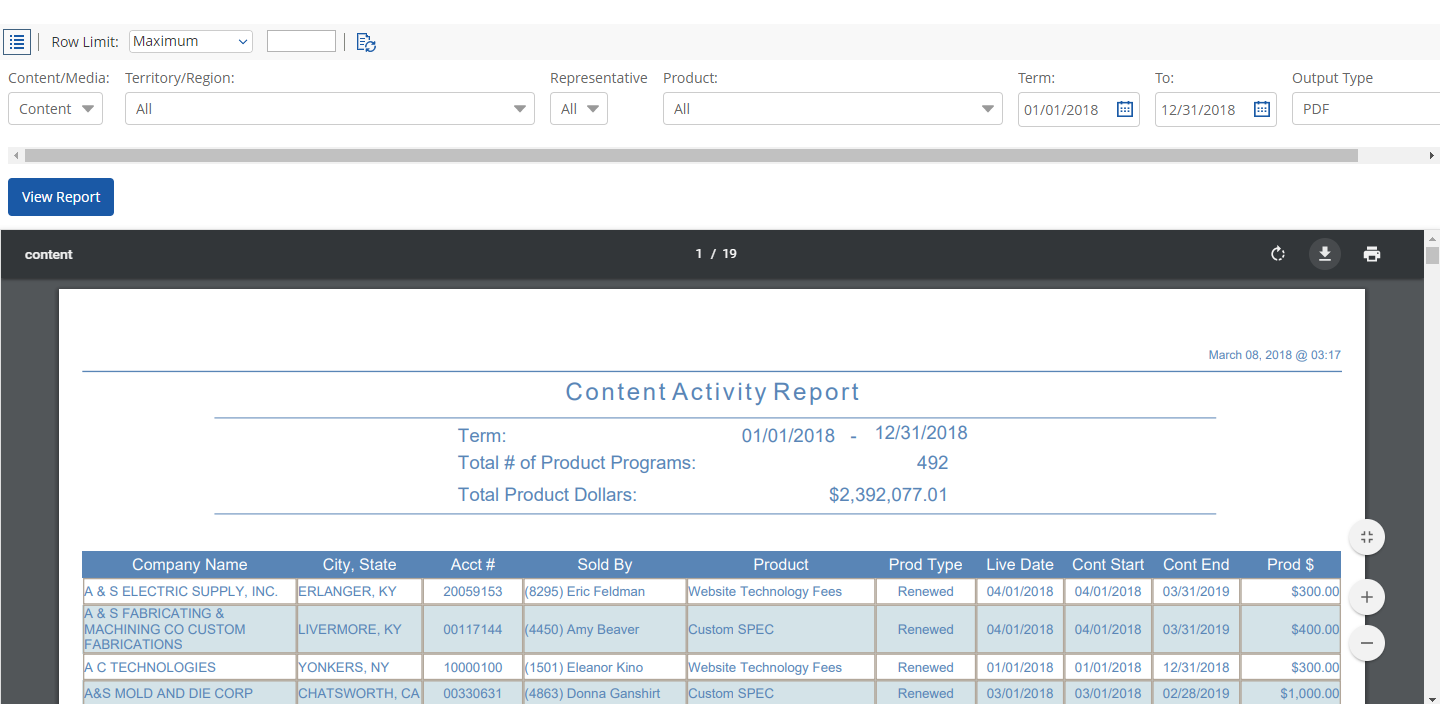 Row Limit: Maximum
Content/Media: Territory/Region: Representative Product: Term: To: Output Type
Content All All All 01/01/2018 12/31/2018 PDF
View Report
content 1 / 19
March 08, 2018 @ 03:17
Content Activity Report
Term: 01/01/2018 - 12/31/2018
Total # of Product Programs: 492
Total Product Dollars: $2,392,077.01
Company Name City, State Acct # Sold By Product Prod Type Live Date Cont Start Cont End Prod $
A & S ELECTRIC SUPPLY, INC. ERLANGER, KY 20059153 (8295) Eric Feldman Website Technology Fees Renewed 04/01/2018 04/01/2018 03/31/2019 $300.00
A & S FABRICATING &
MACHINING CO CUSTOM LIVERMORE, KY 00117144 (4450) Amy Beaver Custom SPEC Renewed 04/01/2018 04/01/2018 03/31/2019 $400.00
FABRICATIONS
A C TECHNOLOGIES YONKERS, NY 10000100 (1501) Eleanor Kino Website Technology Fees Renewed 01/01/2018 01/01/2018 12/31/2018 $300.00
A&S MOLD AND DIE CORP CHATSWORTH, CA 00330631 (4863) Donna Ganshirt Custom SPEC Renewed 03/01/2018 03/01/2018 02/28/2019 $1,000.00